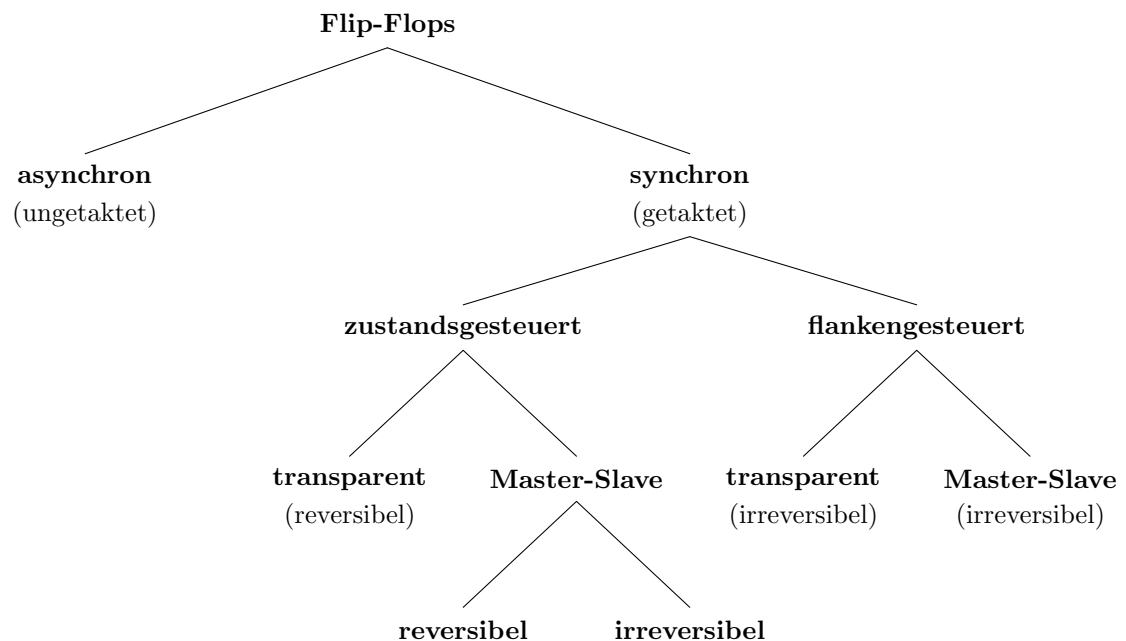 Flip-Flops
asynchron
(ungetaktet)
synchron
(getaktet)
zustandsgesteuert
flankengesteuert
transparent
(reversibel)
Master-Slave
transparent
(irreversibel)
Master-Slave
(irreversibel)
reversibel
irreversibel